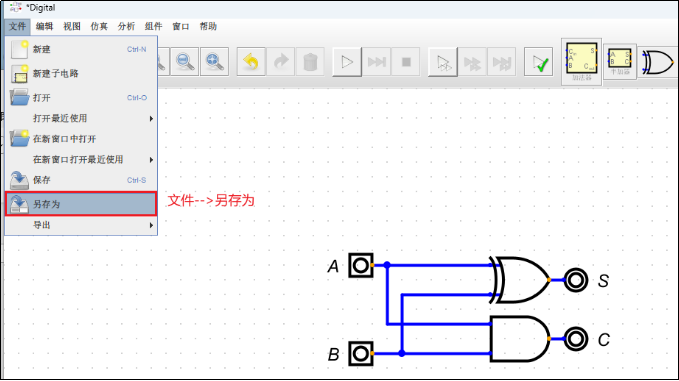 *Digital
文件 编辑 视图 仿真 分析 组件 窗口 帮助
新建 Ctrl-N
新建子电路
打开 Ctrl-O
打开最近使用
在新窗口中打开
在新窗口打开最近使用
保存 Ctrl-S
另存为
导出
文件-->另存为
C_i S
A
B C_
加法器
A S
B C
半加器
A
S
B
C